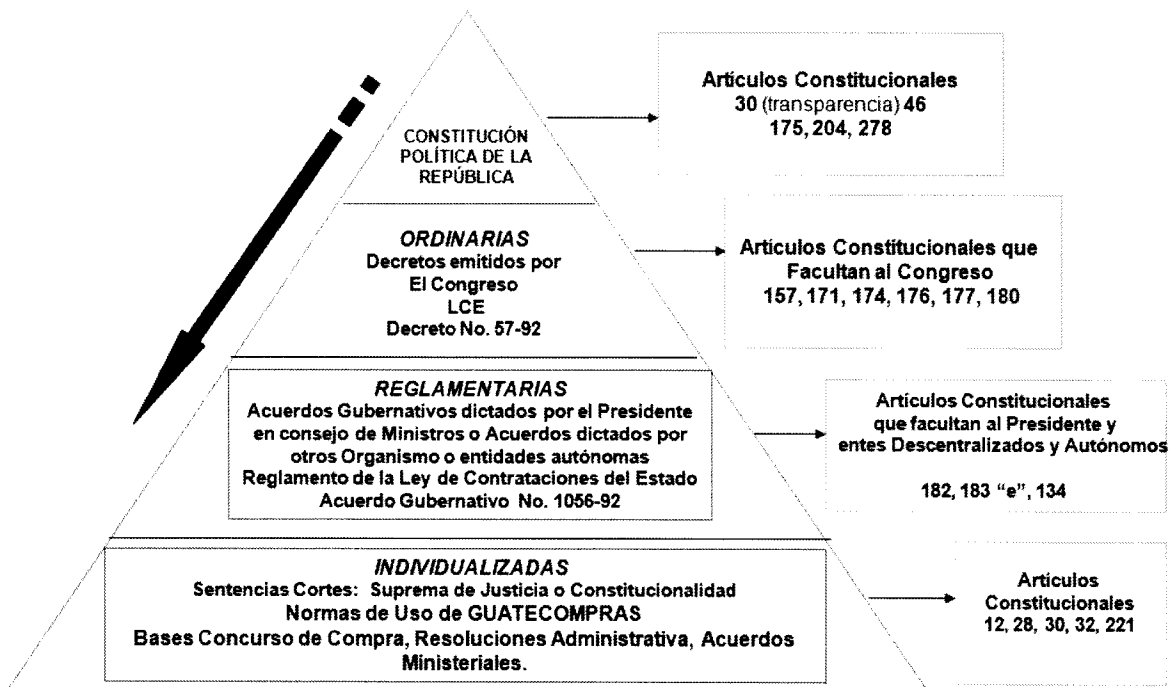 CONSTITUCIÓN
POLÍTICA DE LA
REPÚBLICA
Artículos Constitucionales
30 (transparencia) 46
175, 204, 278
ORDINARIAS
Decretos emitidos por
El Congreso
LCE
Decreto No. 57-92
Artículos Constitucionales que
Facultan al Congreso
157, 171, 174, 176, 177, 180
REGLAMENTARIAS
Acuerdos Gubernativos dictados por el Presidente
en consejo de Ministros o Acuerdos dictados por
otros Organismo o entidades autónomas
Reglamento de la Ley de Contrataciones del Estado
Acuerdo Gubernativo No. 1056-92
Artículos Constitucionales
que facultan al Presidente y
entes Descentralizados y Autónomos
182, 183 “e”, 134
INDIVIDUALIZADAS
Sentencias Cortes: Suprema de Justicia o Constitucionalidad
Normas de Uso de GUATECOMPRAS
Bases Concurso de Compra, Resoluciones Administrativa, Acuerdos
Ministeriales.
Artículos
Constitucionales
12, 28, 30, 32, 221